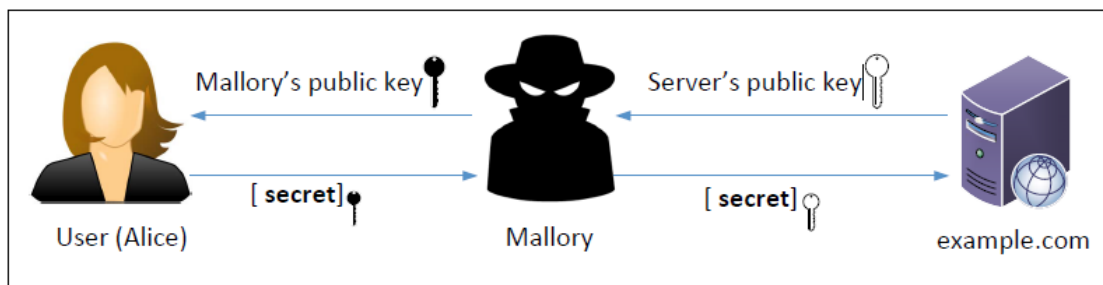 Mallory's public key
Server's public key
[ secret]
[ secret]
User (Alice)
Mallory
example.com